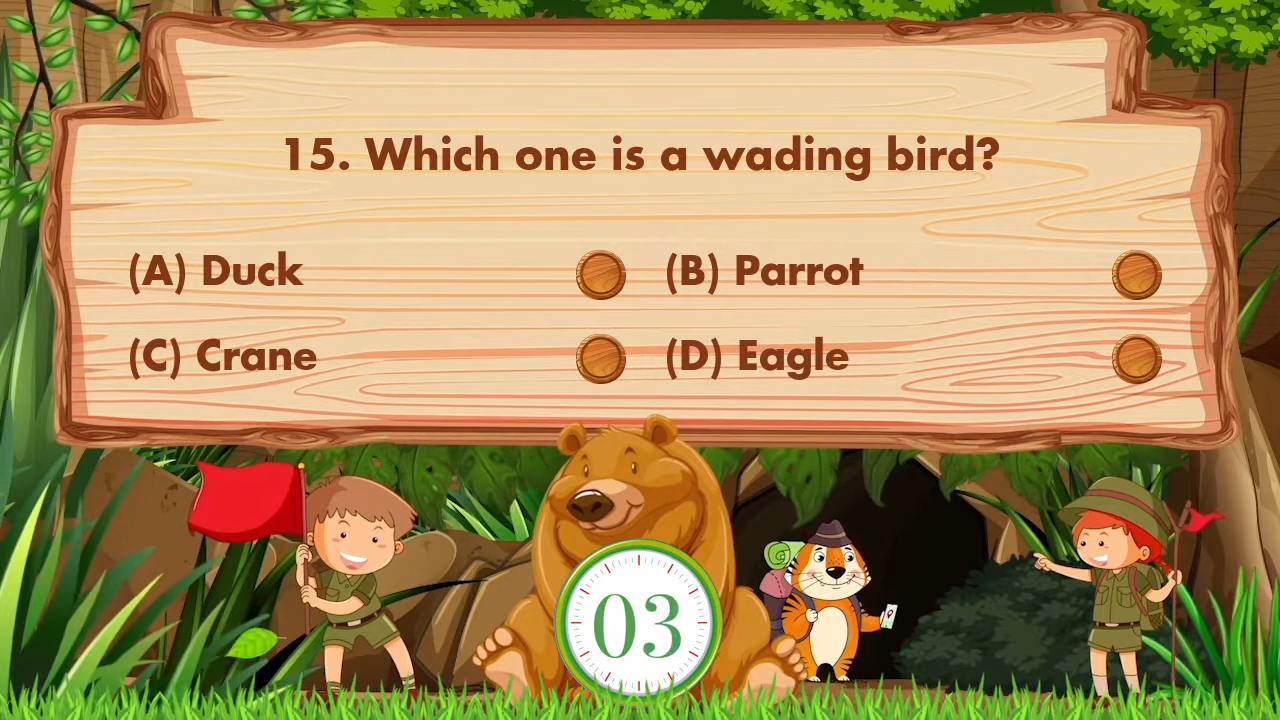 15. Which one is a wading bird?
(A) Duck
(B) Parrot
(C) Crane
(D) Eagle
03